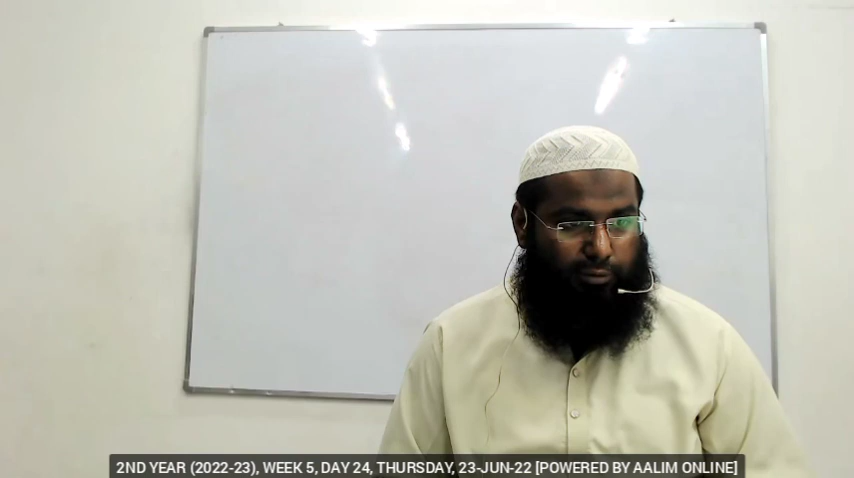 2ND YEAR (2022-23), WEEK 5, DAY 24, THURSDAY, 23-JUN-22 [POWERED BY AALIM ONLINE]